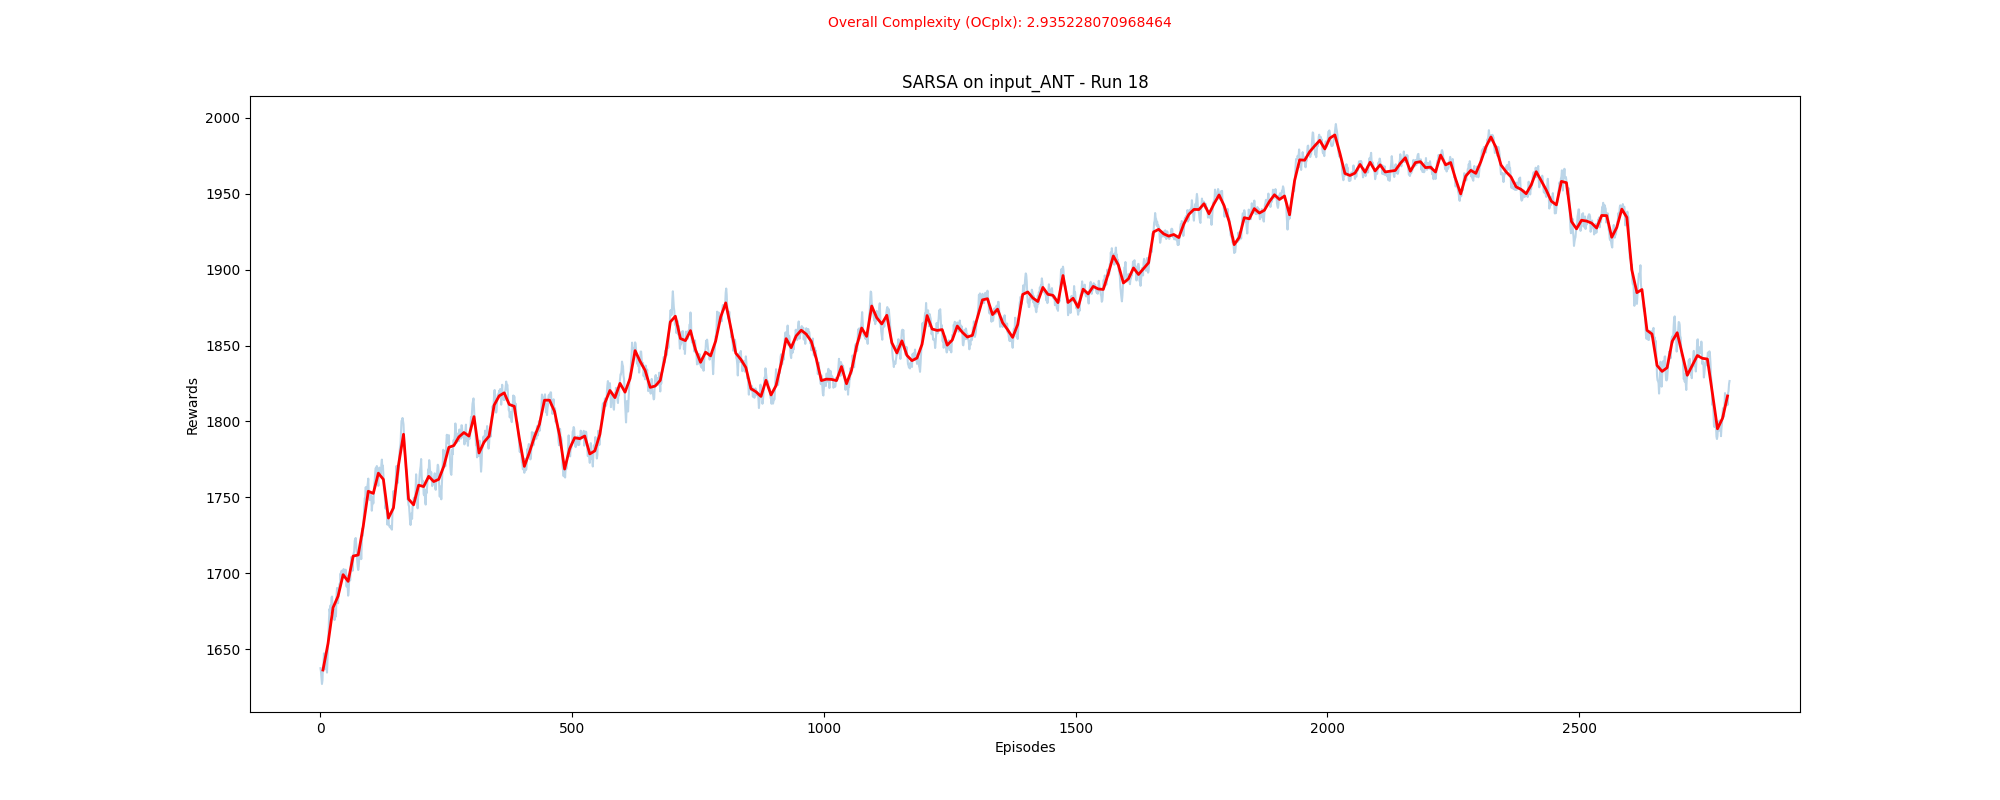 Overall Complexity (OCplx): 2.935228070968464
SARSA on input_ANT - Run 18
2000
1950
1900
1850
1800
1750
1700
1650
Rewards
0 500 1000 1500 2000 2500
Episodes